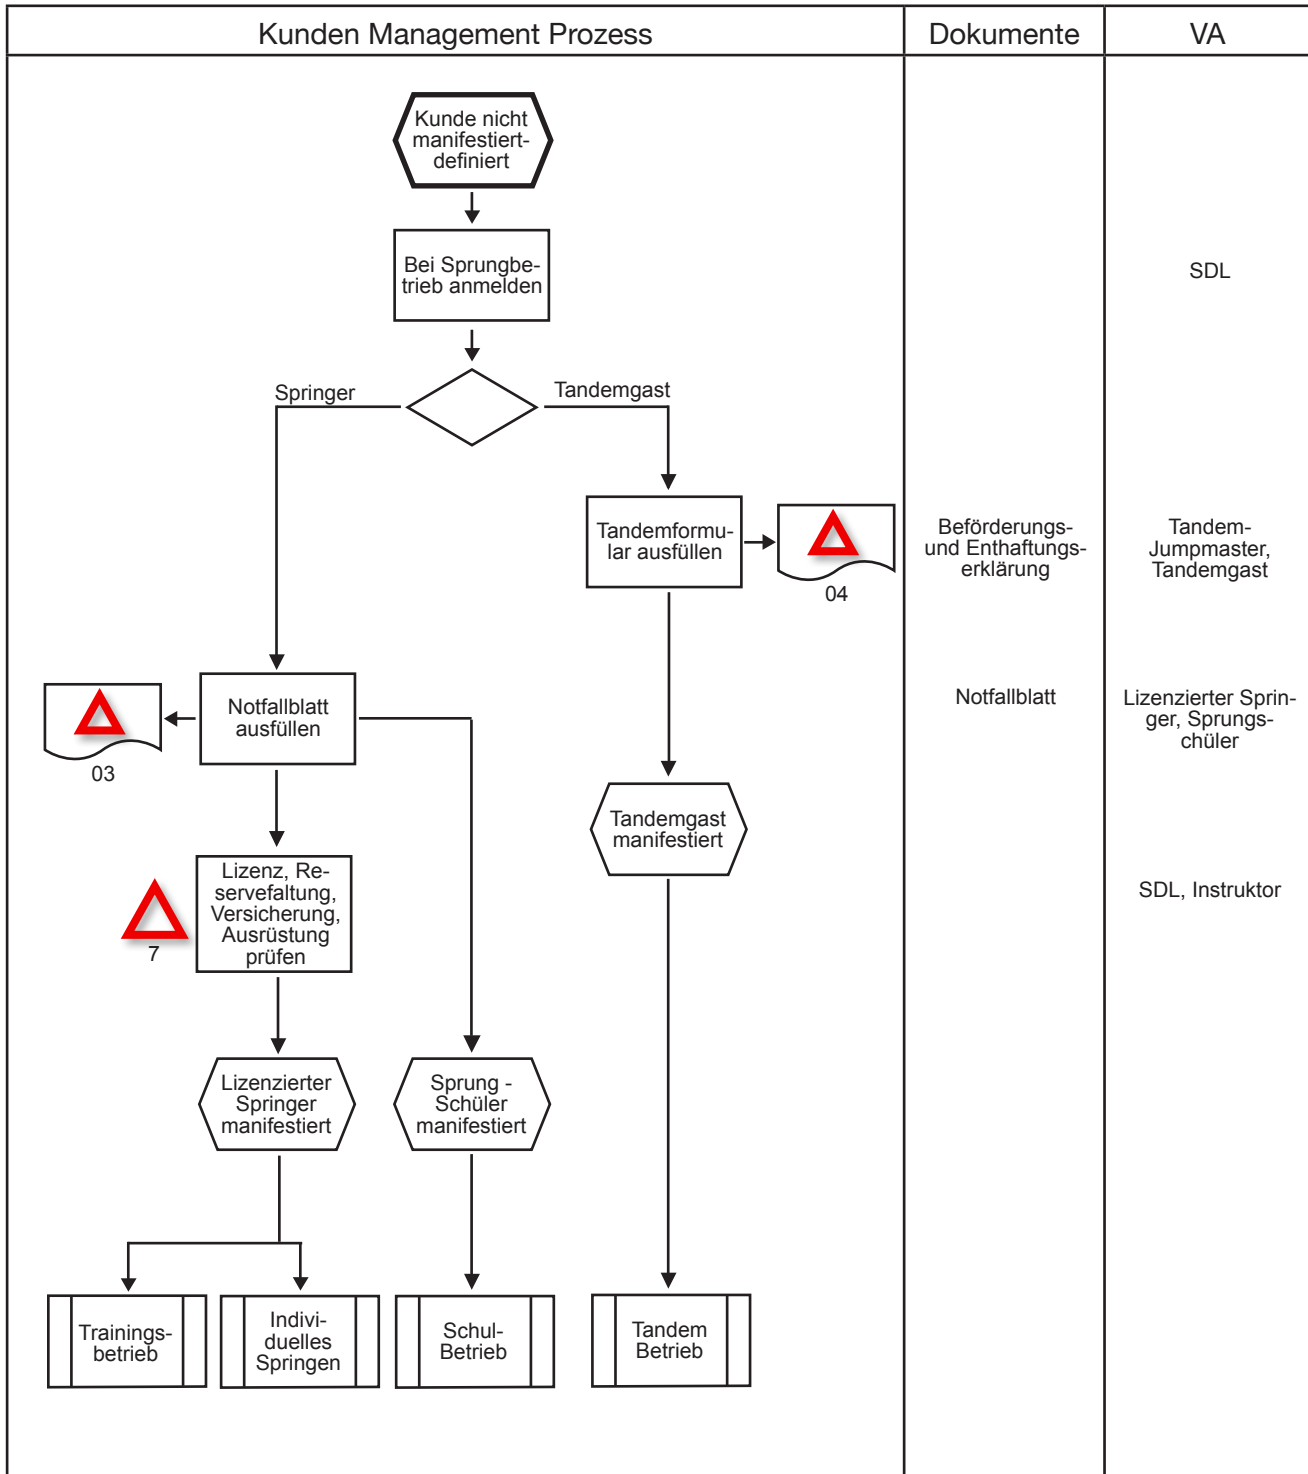 Kunden Management Prozess
Dokumente
VA
Kunde nicht
manifestiert-
definiert
Bei Sprungbe-
trieb anmelden
SDL
Springer
Tandemgast
Tandemformu-
lar ausfüllen
04
Beförderungs-
und Enthaftungs-
erklärung
Tandem-
Jumpmaster,
Tandemgast
Notfallblatt
ausfüllen
03
Notfallblatt
Lizenzierter Sprin-
ger, Sprungs-
chüler
Tandemgast
manifestiert
Lizenz, Re-
servefaltung,
Versicherung,
Ausrüstung
prüfen
7
SDL, Instruktor
Lizenzierter
Springer
manifestiert
Sprung -
Schüler
manifestiert
Trainings-
betrieb
Indivi-
duelles
Springen
Schul-
Betrieb
Tandem
Betrieb